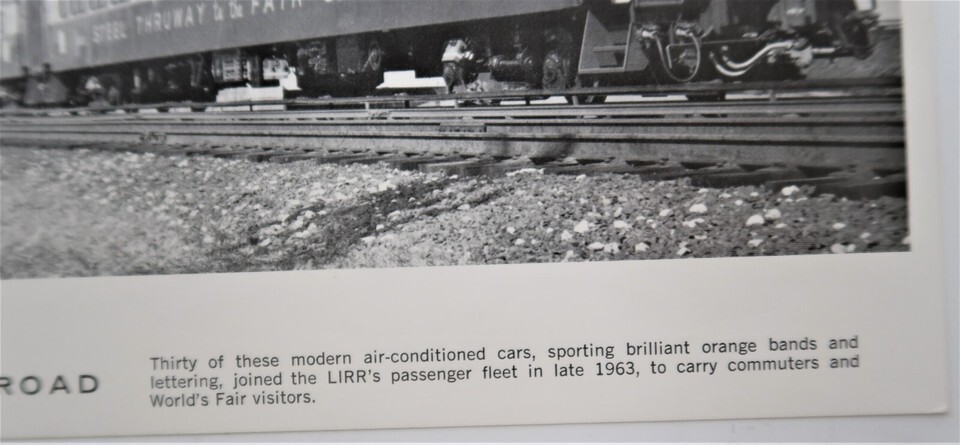 STEEL THRUWAY to the FAIR
ROAD
Thirty of these modern air-conditioned cars, sporting brilliant orange bands and
lettering, joined the LIRR's passenger fleet in late 1963, to carry commuters and
World's Fair visitors.